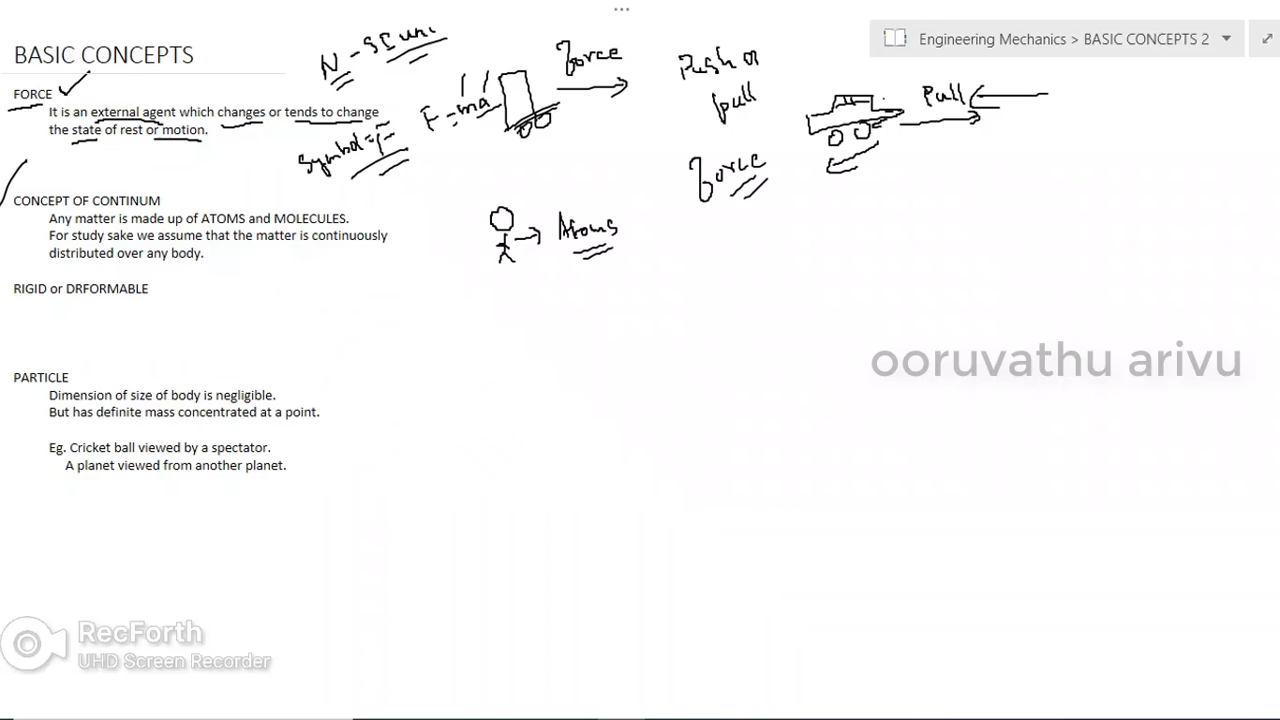 Engineering Mechanics > BASIC CONCEPTS 2
BASIC CONCEPTS
N - SI uni
Force
Push or
pull
Pull
FORCE
It is an external agent which changes or tends to change
the state of rest or motion.
F = ma
Symbol = F
Force
CONCEPT OF CONTINUM
Any matter is made up of ATOMS and MOLECULES.
For study sake we assume that the matter is continuously
distributed over any body.
Atoms
RIGID or DRFORMABLE
ooruvathu arivu
PARTICLE
Dimension of size of body is negligible.
But has definite mass concentrated at a point.
Eg. Cricket ball viewed by a spectator.
A planet viewed from another planet.
RecForth
UHD Screen Recorder